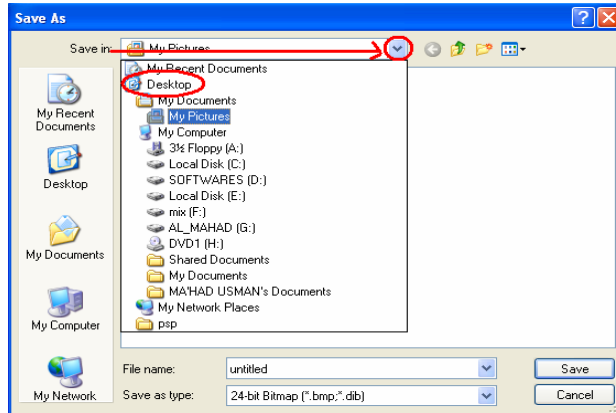 Save As
Save in:
My Pictures
My Recent Documents
Desktop
My Documents
My Pictures
My Computer
3½ Floppy (A:)
Local Disk (C:)
SOFTWARES (D:)
Local Disk (E:)
mix (F:)
AL_MAHAD (G:)
DVD1 (H:)
Shared Documents
My Documents
MA'HAD USMAN's Documents
My Network Places
psp
My Recent
Documents
Desktop
My Documents
My Computer
My Network
File name:
untitled
Save
Save as type:
24-bit Bitmap (*.bmp;*.dib)
Cancel